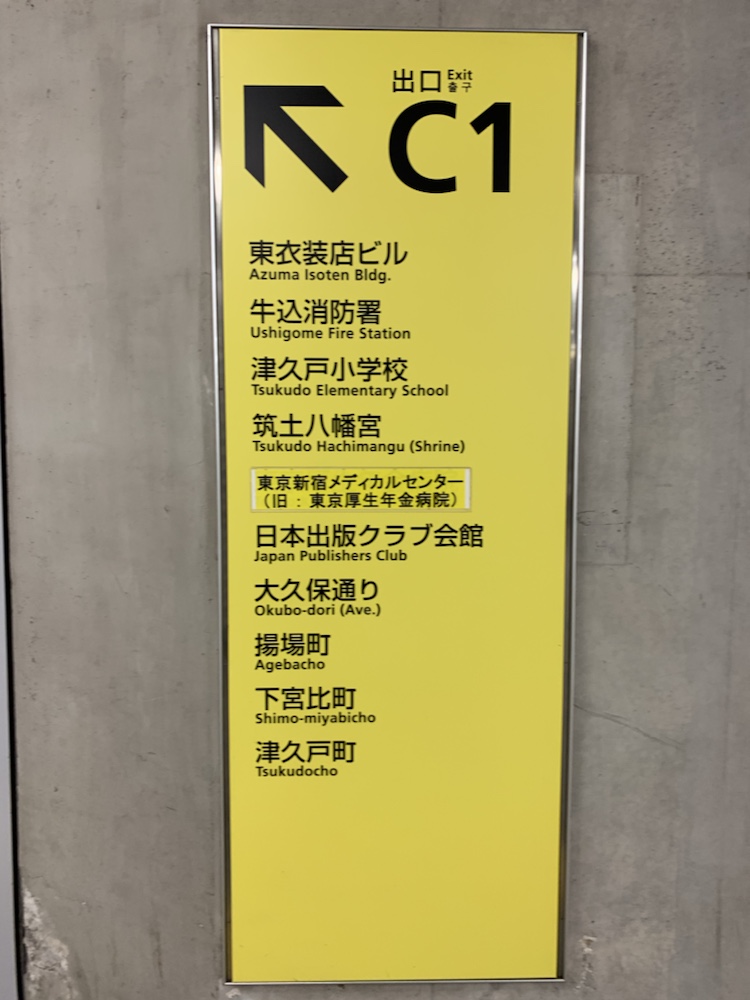 出口 Exit
출구
C1
東衣装店ビル
Azuma Isoten Bldg.
牛込消防署
Ushigome Fire Station
津久戸小学校
Tsukudo Elementary School
筑土八幡宮
Tsukudo Hachimangu (Shrine)
東京新宿メディカルセンター
（旧：東京厚生年金病院）
日本出版クラブ会館
Japan Publishers Club
大久保通り
Okubo-dori (Ave.)
揚場町
Agebacho
下宮比町
Shimo-miyabicho
津久戸町
Tsukudocho